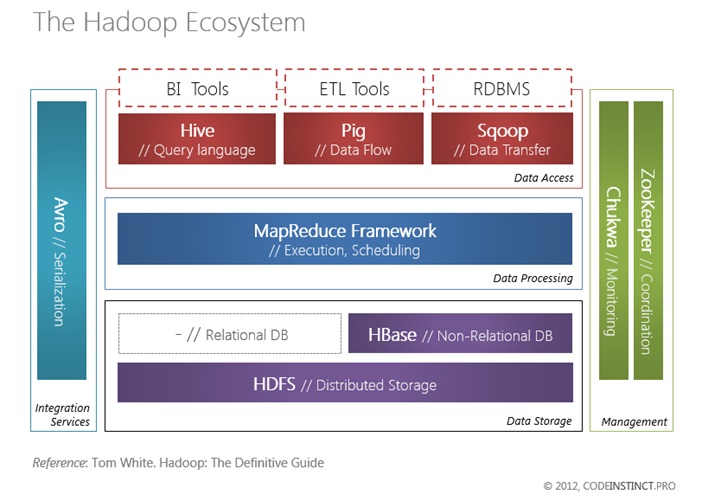 The Hadoop Ecosystem
BI Tools
ETL Tools
RDBMS
Hive
// Query language
Pig
// Data Flow
Sqoop
// Data Transfer
Data Access
MapReduce Framework
// Execution, Scheduling
Data Processing
- // Relational DB
HBase // Non-Relational DB
HDFS // Distributed Storage
Data Storage
Avro // Serialization
Integration
Services
Chukwa // Monitoring
ZooKeeper // Coordination
Management
Reference: Tom White. Hadoop: The Definitive Guide
© 2012, CODEINSTINCT.PRO